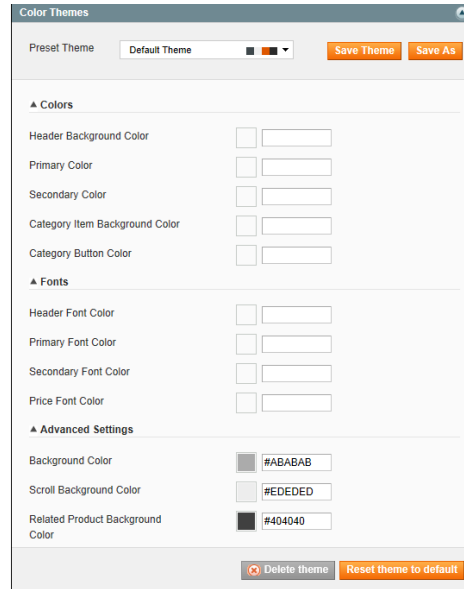 Color Themes
Preset Theme
Default Theme
Save Theme
Save As
Colors
Header Background Color
Primary Color
Secondary Color
Category Item Background Color
Category Button Color
Fonts
Header Font Color
Primary Font Color
Secondary Font Color
Price Font Color
Advanced Settings
Background Color
#ABABAB
Scroll Background Color
#EDEDED
Related Product Background
Color
#404040
Delete theme
Reset theme to default